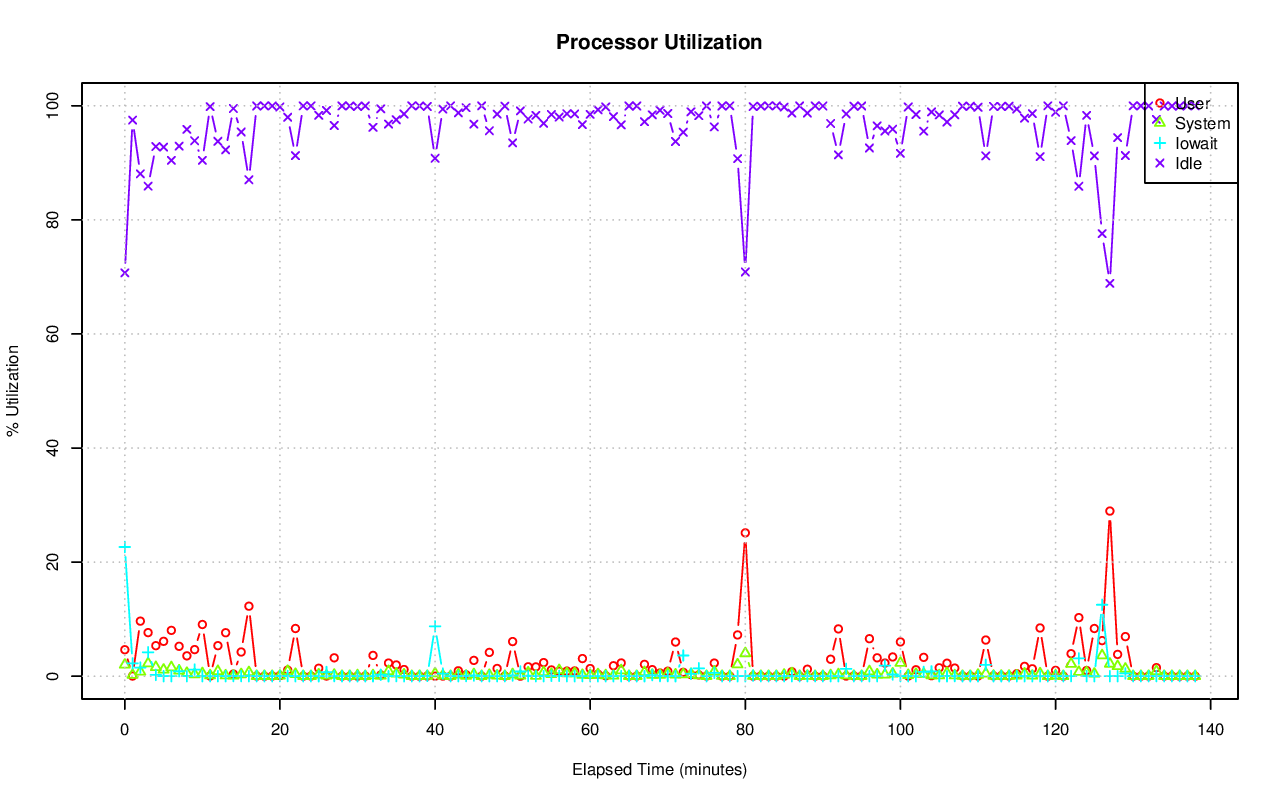 Processor Utilization
% Utilization
100
80
60
40
20
0
User
System
Iowait
Idle
0 20 40 60 80 100 120 140
Elapsed Time (minutes)